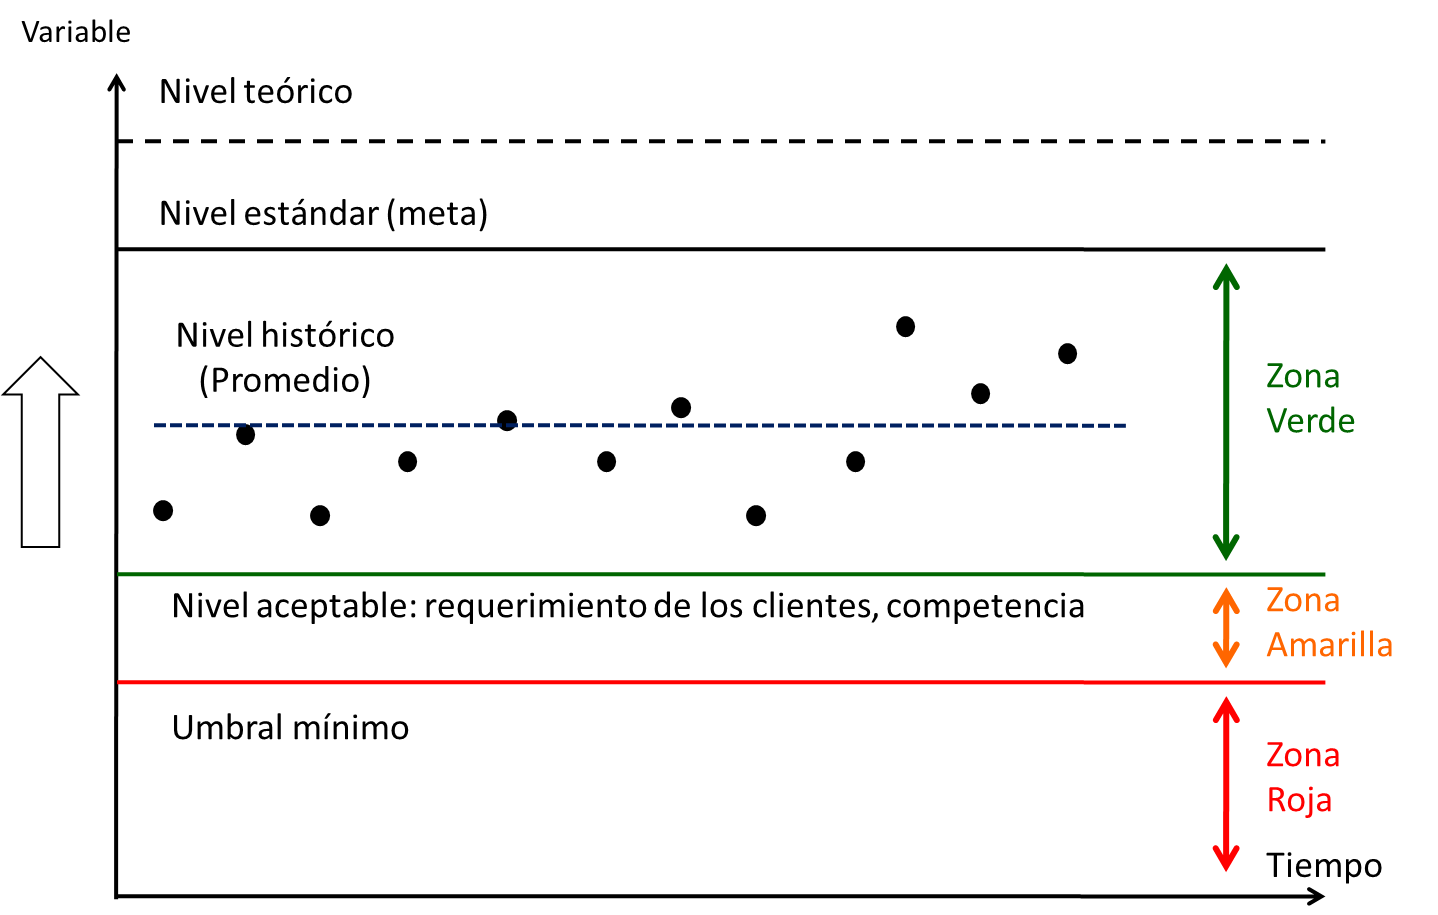 Variable
Nivel teórico
Nivel estándar (meta)
Nivel histórico
(Promedio)
Zona
Verde
Nivel aceptable: requerimiento de los clientes, competencia
Zona
Amarilla
Umbral mínimo
Zona
Roja
Tiempo